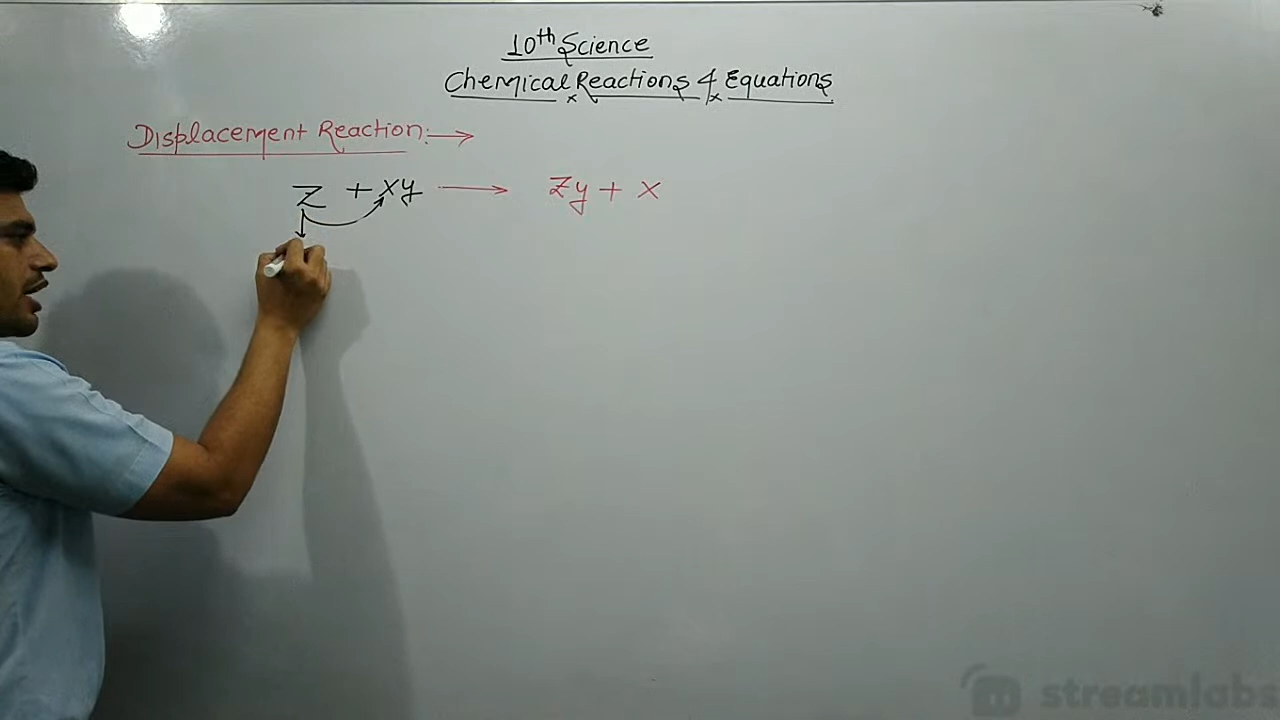 10th Science
Chemical Reactions & Equations
Displacement Reaction:→
Z + xy → Zy + x
streamlabs